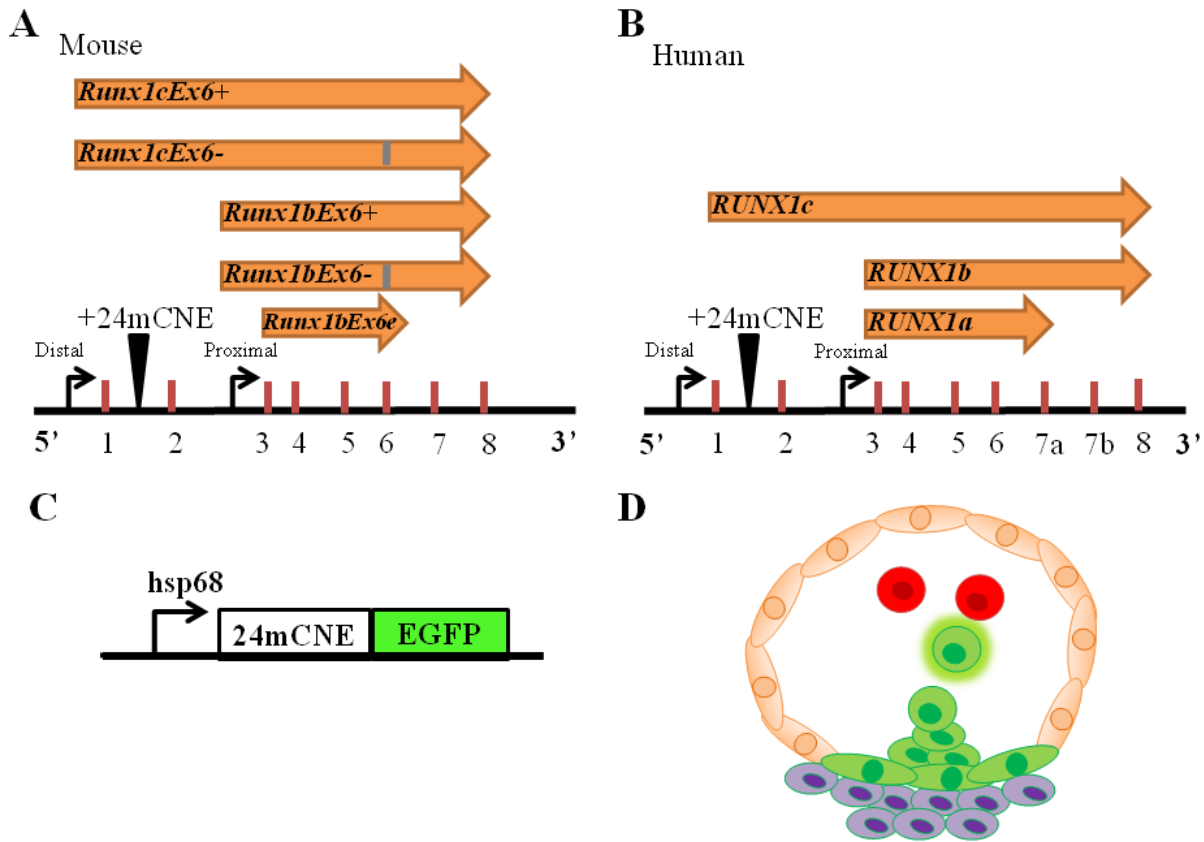 A
Mouse
Runx1cEx6+
Runx1cEx6-
Runx1bEx6+
Runx1bEx6-
Runx1bEx6e
+24mCNE
Distal
Proximal
5’ 1 2 3 4 5 6 7 8 3’
B
Human
RUNX1c
RUNX1b
RUNX1a
+24mCNE
Distal
Proximal
5’ 1 2 3 4 5 6 7a 7b 8 3’
C
hsp68
24mCNE EGFP
D